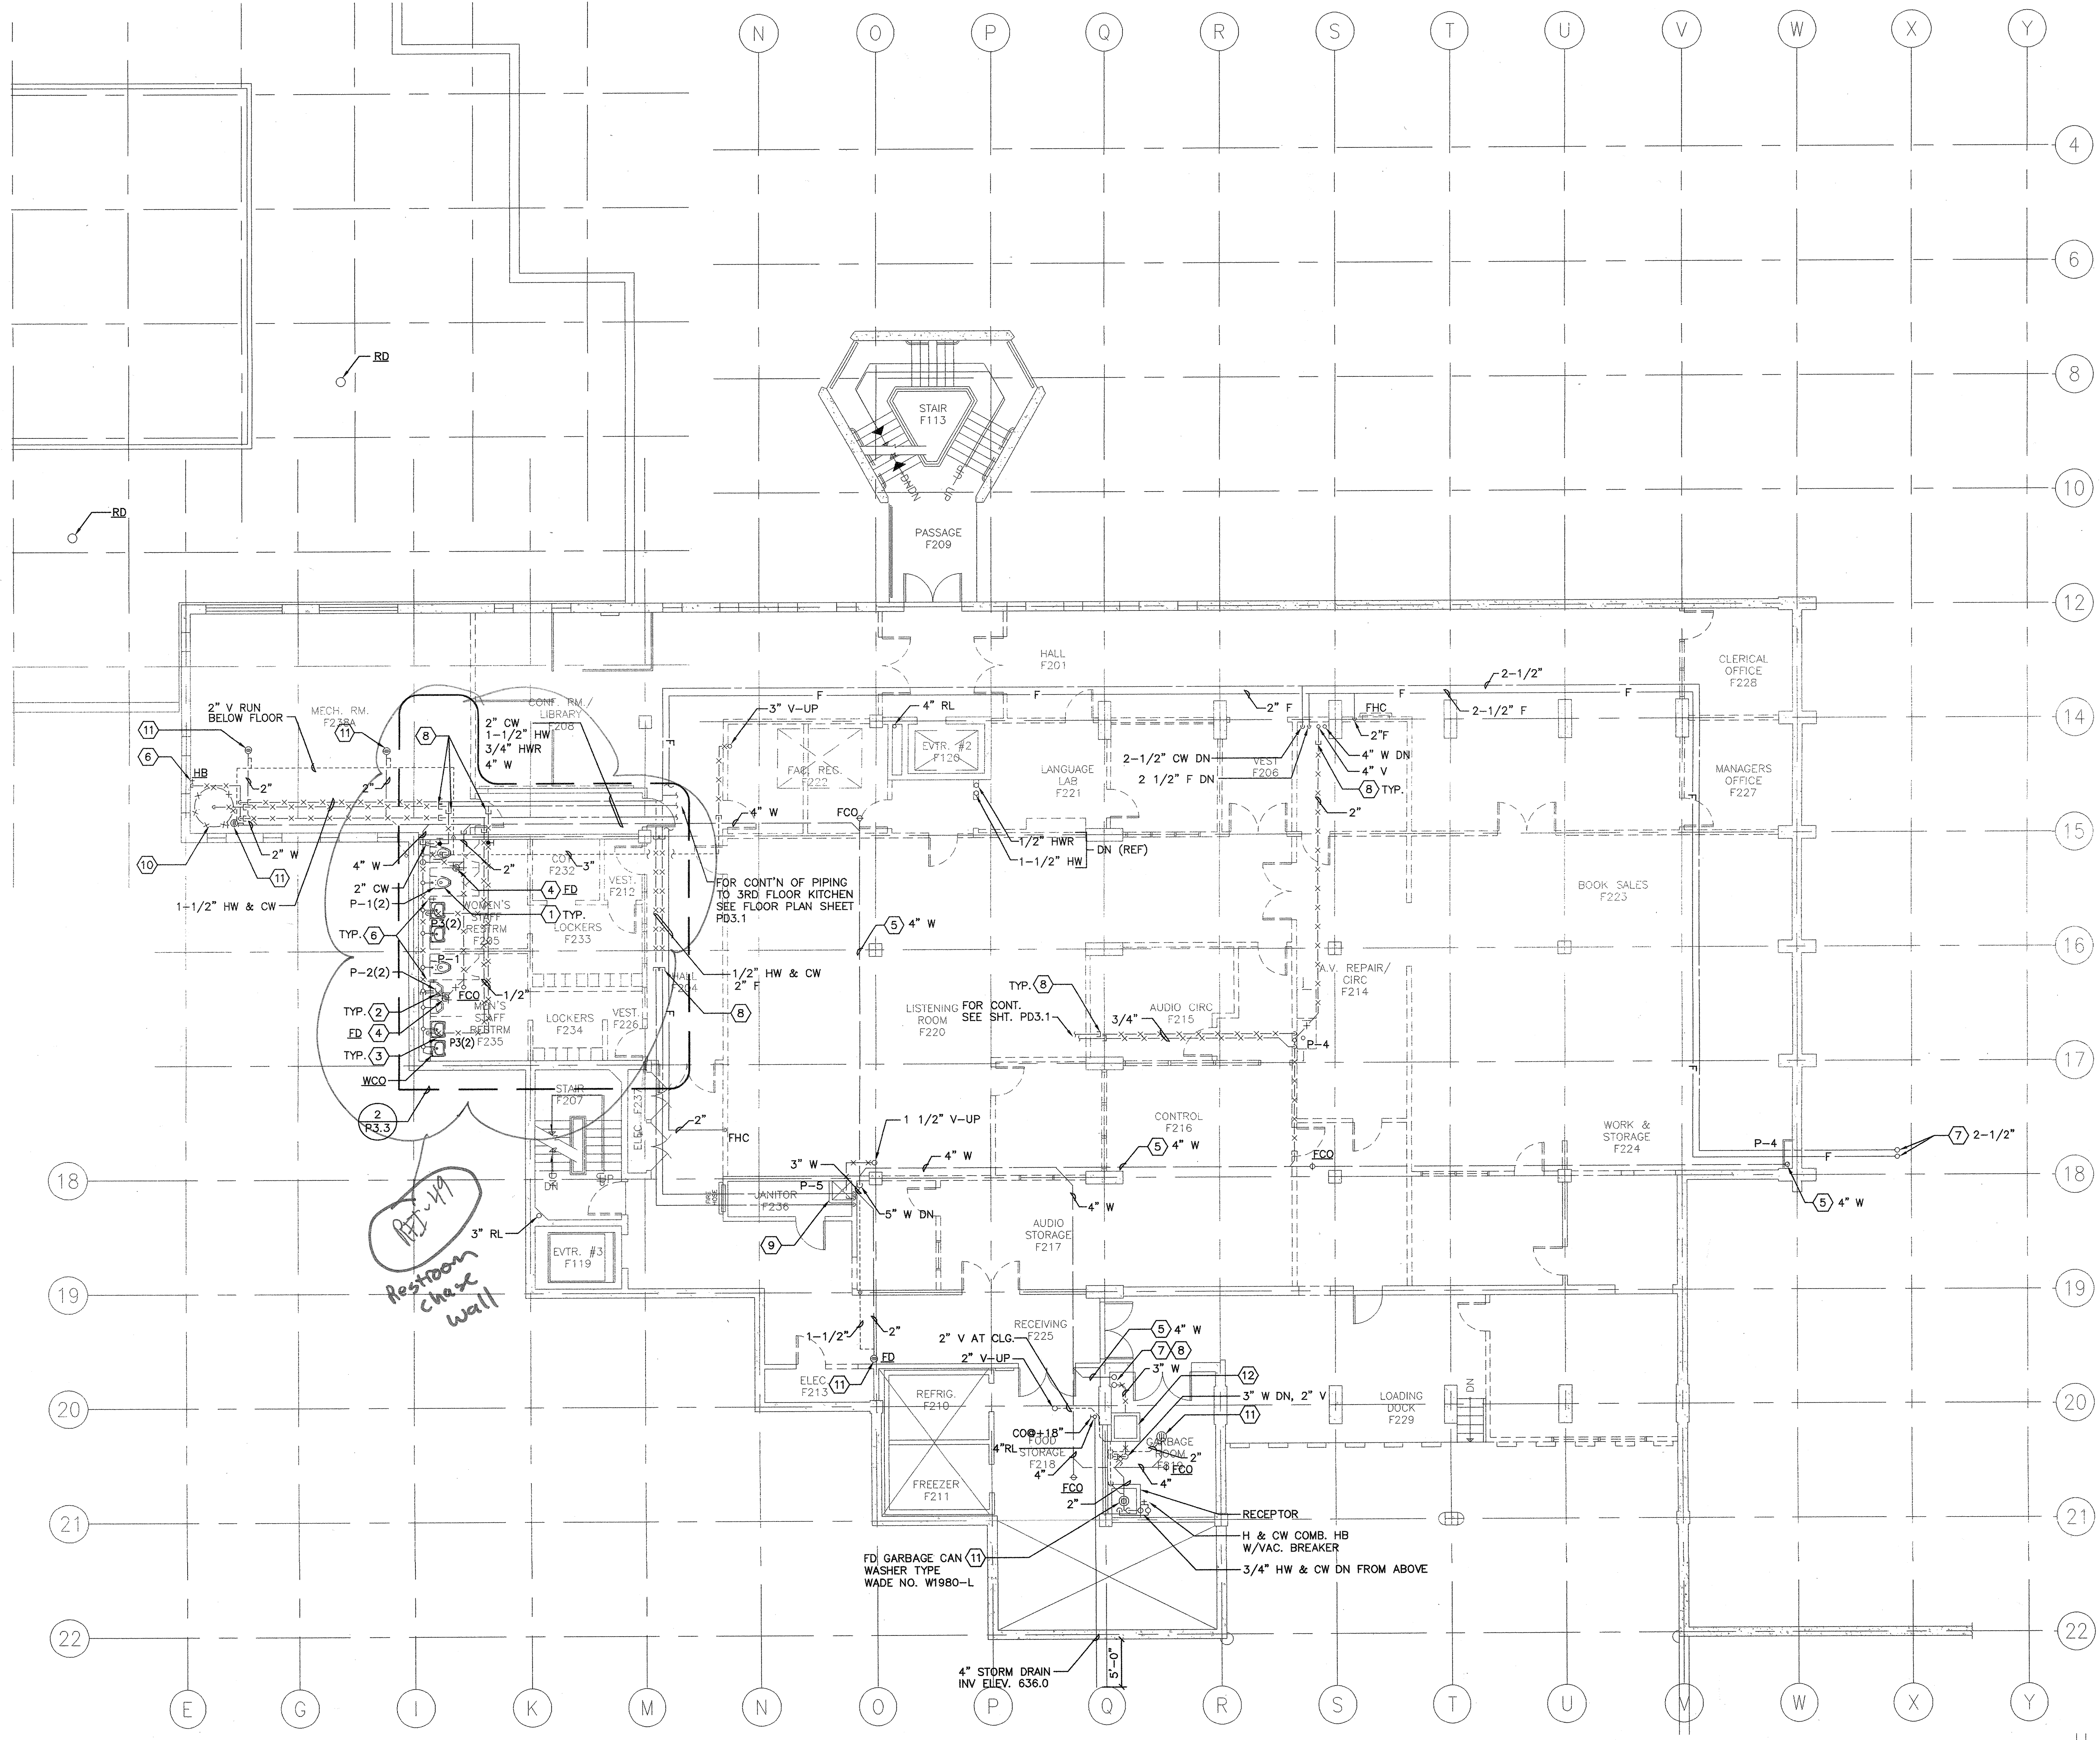 N O P Q R S T U V W X Y
4
6
8
10
12
14
15
16
17
18
19
20
21
22
RD
RD
STAIR
F113
UP
UP
DN
DN
PASSAGE
F209
HALL
F201
CLERICAL
OFFICE
F228
MANAGERS
OFFICE
F227
2-1/2"
F
F
F
F
2" F
2-1/2" F
FHC
2"F
4" W DN
4" V
8 TYP.
2"
2-1/2" CW DN
2 1/2" F DN
VEST
F206
LANGUAGE
LAB
F221
EVTR. #2
F120
4" RL
3" V-UP
FAC. REC.
F222
4" W
FCO
1/2" HWR
1-1/2" HW
DN (REF)
2" V RUN
BELOW FLOOR
MECH. RM.
F238A
11
11
8
CONF. RM./
LIBRARY
F208
2" CW
1-1/2" HW
3/4" HWR
4" W
6
HB
2"
2"
2" W
10
11
1-1/2" HW & CW
4" W
2"
3"
COT
F232
VEST.
F212
4 FD
2" CW
P-1(2)
1 TYP.
WOMEN'S
STAFF
RESTRM
F205
P3(2)
LOCKERS
F233
TYP. 6
P-1
P-2(2)
FCO
1/2"
TYP. 2
MEN'S
STAFF
RESTRM
F235
FD 4
TYP. 3
P3(2)
WCO
LOCKERS
F234
VEST.
F226
HALL
F204
F
F
FOR CONT'N OF PIPING
TO 3RD FLOOR KITCHEN
SEE FLOOR PLAN SHEET
PD3.1
1/2" HW & CW
2" F
8
5 4" W
LISTENING
ROOM
F220
FOR CONT.
SEE SHT. PD3.1
TYP. 8
3/4"
AUDIO CIRC
F215
P-4
A.V. REPAIR/
CIRC
F214
BOOK SALES
F223
F
F
2
P3.3
STAIR
F207
DN
UP
ELEC. F237
2"
FHC
RFI-49
Restroom
chase
wall
3" RL
EVTR. #3
F119
1 1/2" V-UP
3" W
4" W
P-5
JANITOR
F236
5" W DN
9
CONTROL
F216
5 4" W
4" W
FCO
AUDIO
STORAGE
F217
WORK &
STORAGE
F224
P-4
7 2-1/2"
F
5 4" W
1-1/2"
2"
FD
ELEC
F213
11
RECEIVING
F225
2" V AT CLG.
2" V-UP
5 4" W
7 8
3" W
12
3" W DN, 2" V
11
REFRIG.
F210
FREEZER
F211
CO@+18"
4"RL
FOOD
STORAGE
F218
4"
FCO
GARBAGE
ROOM
F219
2"
FCO
4"
2"
LOADING
DOCK
F229
DN
RECEPTOR
H & CW COMB. HB
W/VAC. BREAKER
3/4" HW & CW DN FROM ABOVE
FD GARBAGE CAN 11
WASHER TYPE
WADE NO. W1980-L
4" STORM DRAIN
INV ELEV. 636.0
5'-0"
18
19
20
21
22
E G I K M N O P Q R S T U V W X Y